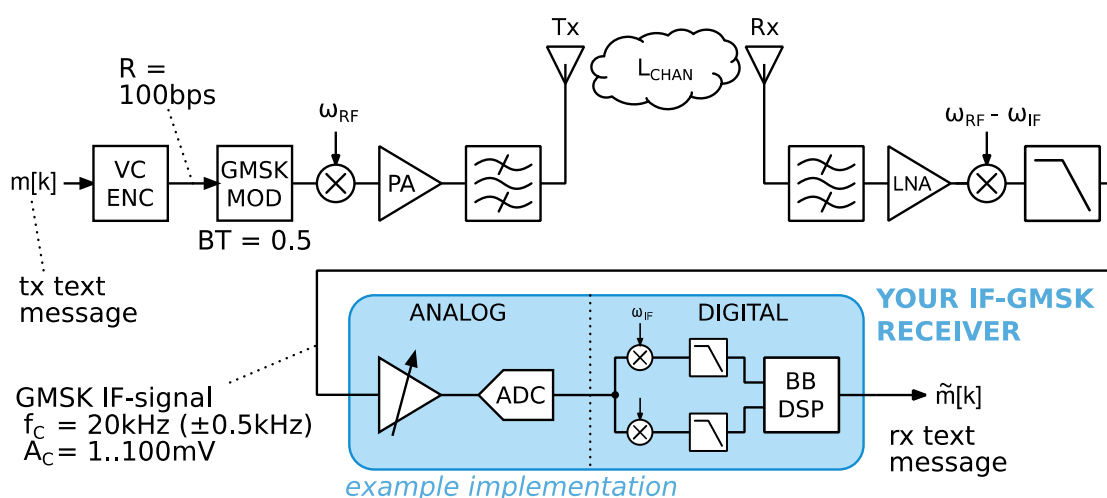 Tx
Rx
L_CHAN
R =
100bps
ω_RF
ω_RF - ω_IF
m[k]
VC
ENC
GMSK
MOD
PA
LNA
BT = 0.5
tx text
message
YOUR IF-GMSK
RECEIVER
ANALOG
DIGITAL
ω_IF
GMSK IF-signal
f_C = 20kHz (±0.5kHz)
A_C = 1..100mV
ADC
BB
DSP
m̃[k]
rx text
message
example implementation